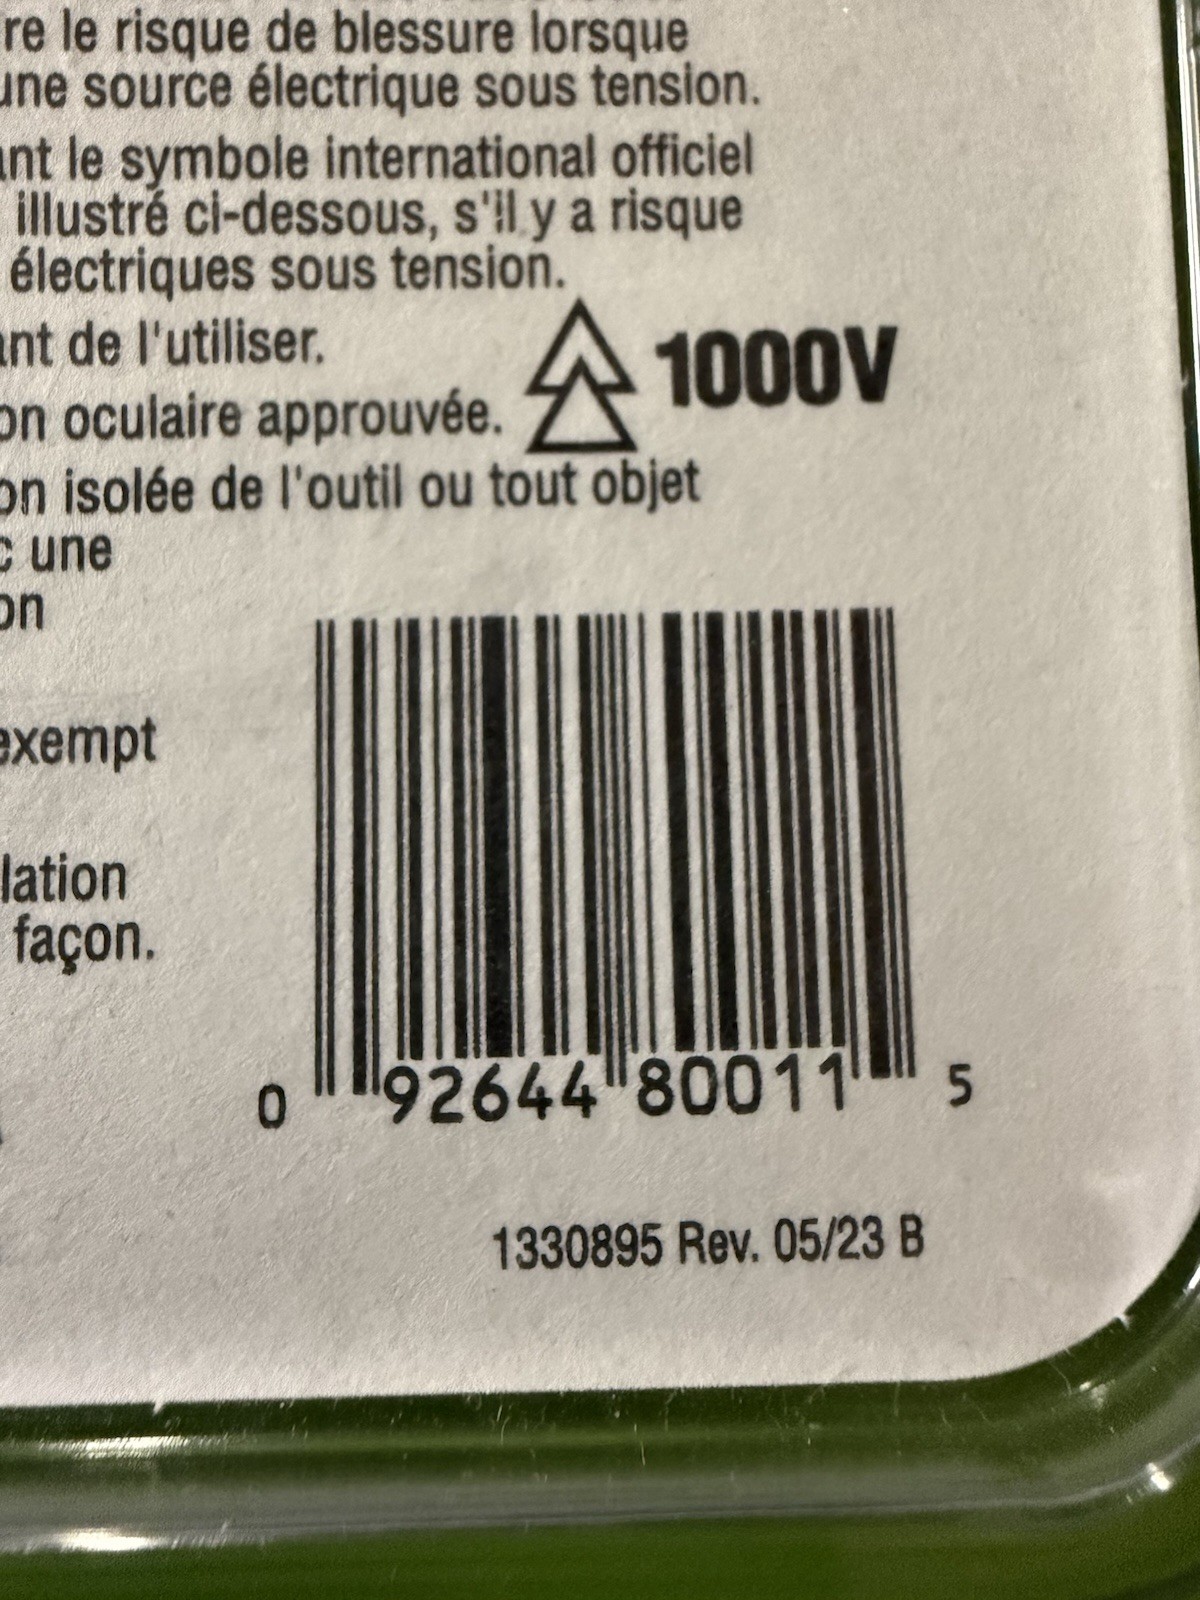 re le risque de blessure lorsque
une source électrique sous tension.
ant le symbole international officiel
illustré ci-dessous, s'il y a risque
électriques sous tension.
ant de l'utiliser.
1000V
on oculaire approuvée.
on isolée de l'outil ou tout objet
c une
on
exempt
lation
façon.
0 92644 80011 5
1330895 Rev. 05/23 B